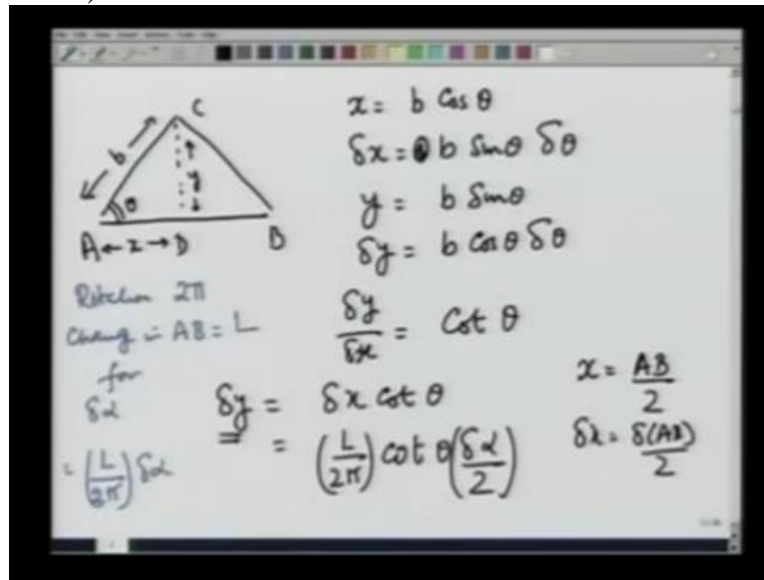 C
b
y
θ
A ← x → D
B
x = b Cos θ
δx = b Sinθ δθ
y = b Sinθ
δy = b Cosθ δθ
δy/δx = Cot θ
Rotation 2π
Change in AB = L
for
δα
= (L/2π) δα
δy = δx cot θ
= (L/2π) cot θ (δα/2)
x = AB/2
δx = δ(AB)/2